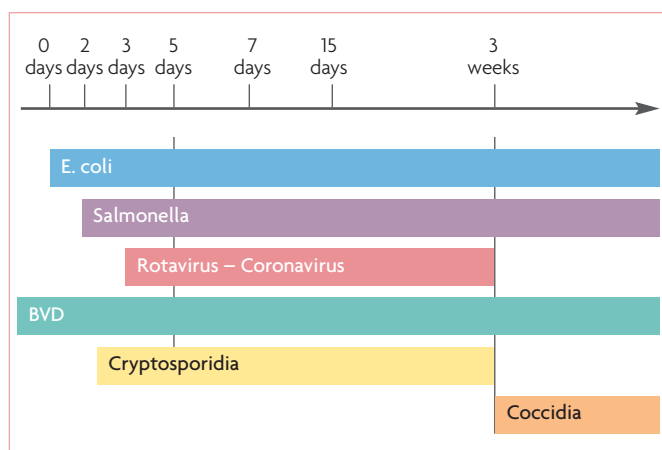 0 2 3 5 7 15 3
days days days days days days weeks
E. coli
Salmonella
Rotavirus – Coronavirus
BVD
Cryptosporidia
Coccidia